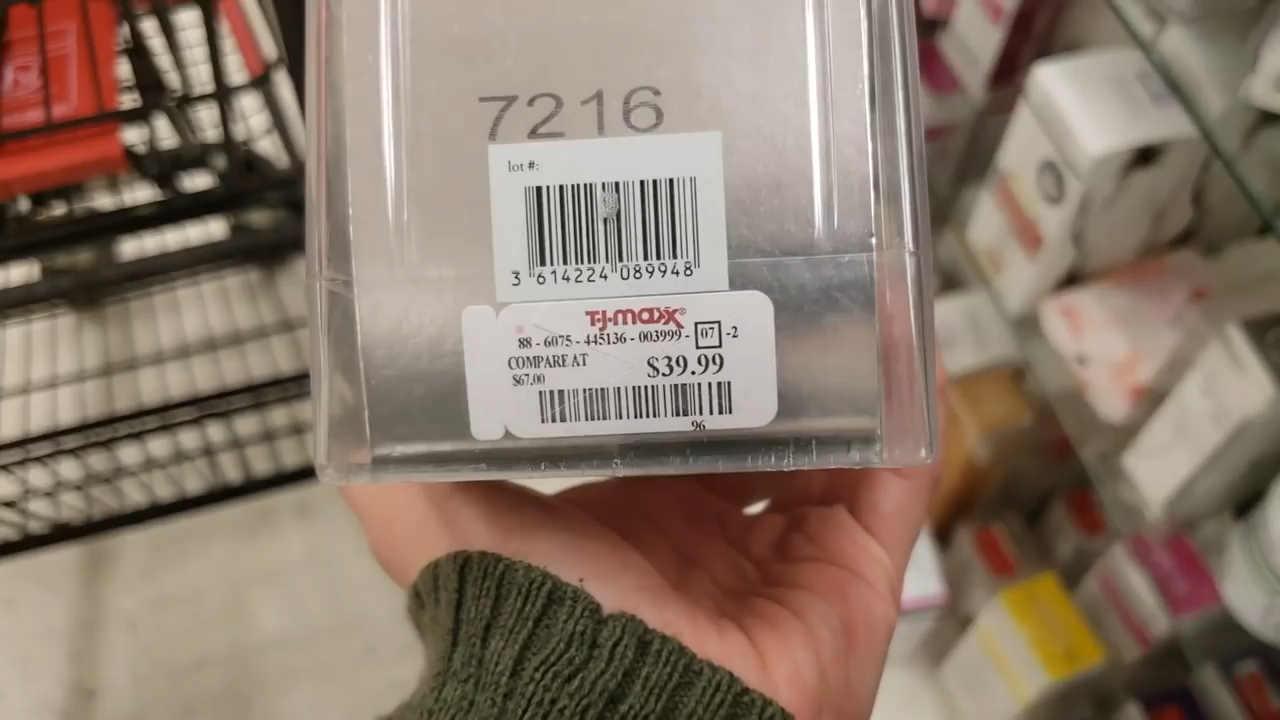 7216
lot #:
3 614224 089948
T·J·maxx®
88 - 6075 - 445136 - 003999 - 07 -2
COMPARE AT
$67.00
$39.99
96